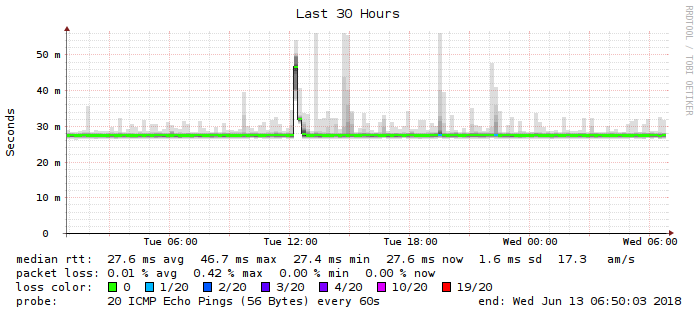 Last 30 Hours
RRDTOOL / TOBI OETIKER
Seconds
50 m
40 m
30 m
20 m
10 m
0
Tue 06:00 Tue 12:00 Tue 18:00 Wed 00:00 Wed 06:00
median rtt: 27.6 ms avg 46.7 ms max 27.4 ms min 27.6 ms now 1.6 ms sd 17.3 am/s
packet loss: 0.01 % avg 0.42 % max 0.00 % min 0.00 % now
loss color: 0 1/20 2/20 3/20 4/20 10/20 19/20
probe: 20 ICMP Echo Pings (56 Bytes) every 60s end: Wed Jun 13 06:50:03 2018